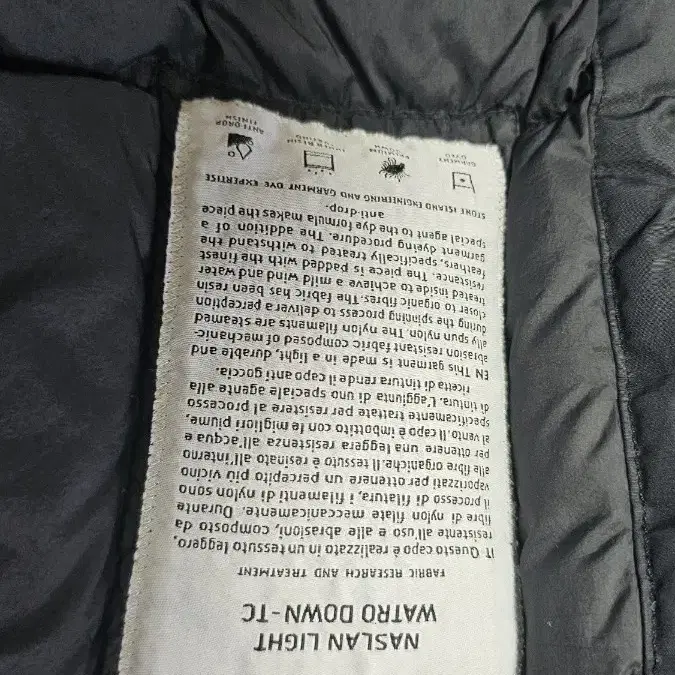 NASLAN LIGHT
WATRO DOWN-TC
FABRIC RESEARCH AND TREATMENT
IT Questo capo é realizzato in un tessuto leggero,
resistente all'uso e alle abrasioni, composto da
fibre di nylon filate meccanicamente. Durante
il processo di filatura, i filamenti di nylon sono
vaporizzati per ottenere un percepito più vicino
alle fibre organiche. Il tessuto è resinato all'interno
per ottenere una leggera resistenza all'acqua e
al vento. Il capo è imbottito con le migliori piume,
specificamente trattate per resistere al processo
di tintura. L'aggiunta di uno speciale agente alla
ricetta di tintura rende il capo anti goccia.
EN This garment is made in a light, durable and
abrasion resistant fabric composed of mechanic-
ally spun nylon. The nylon filaments are steamed
during the spinning process to deliver a perception
closer to organic fibres. The fabric has been resin
treated inside to achieve a mild wind and water
resistance. The piece is padded with the finest
feathers, specifically treated to withstand the
garment dyeing procedure. The addition of a
special agent to the dye formula makes the piece
anti-drop.
STONE ISLAND ENGINEERING AND GARMENT DYE EXPERTISE
GARMENT
DYED
PREMIUM
DOWN
INNER RESIN
ANTI-DROP
FINISH